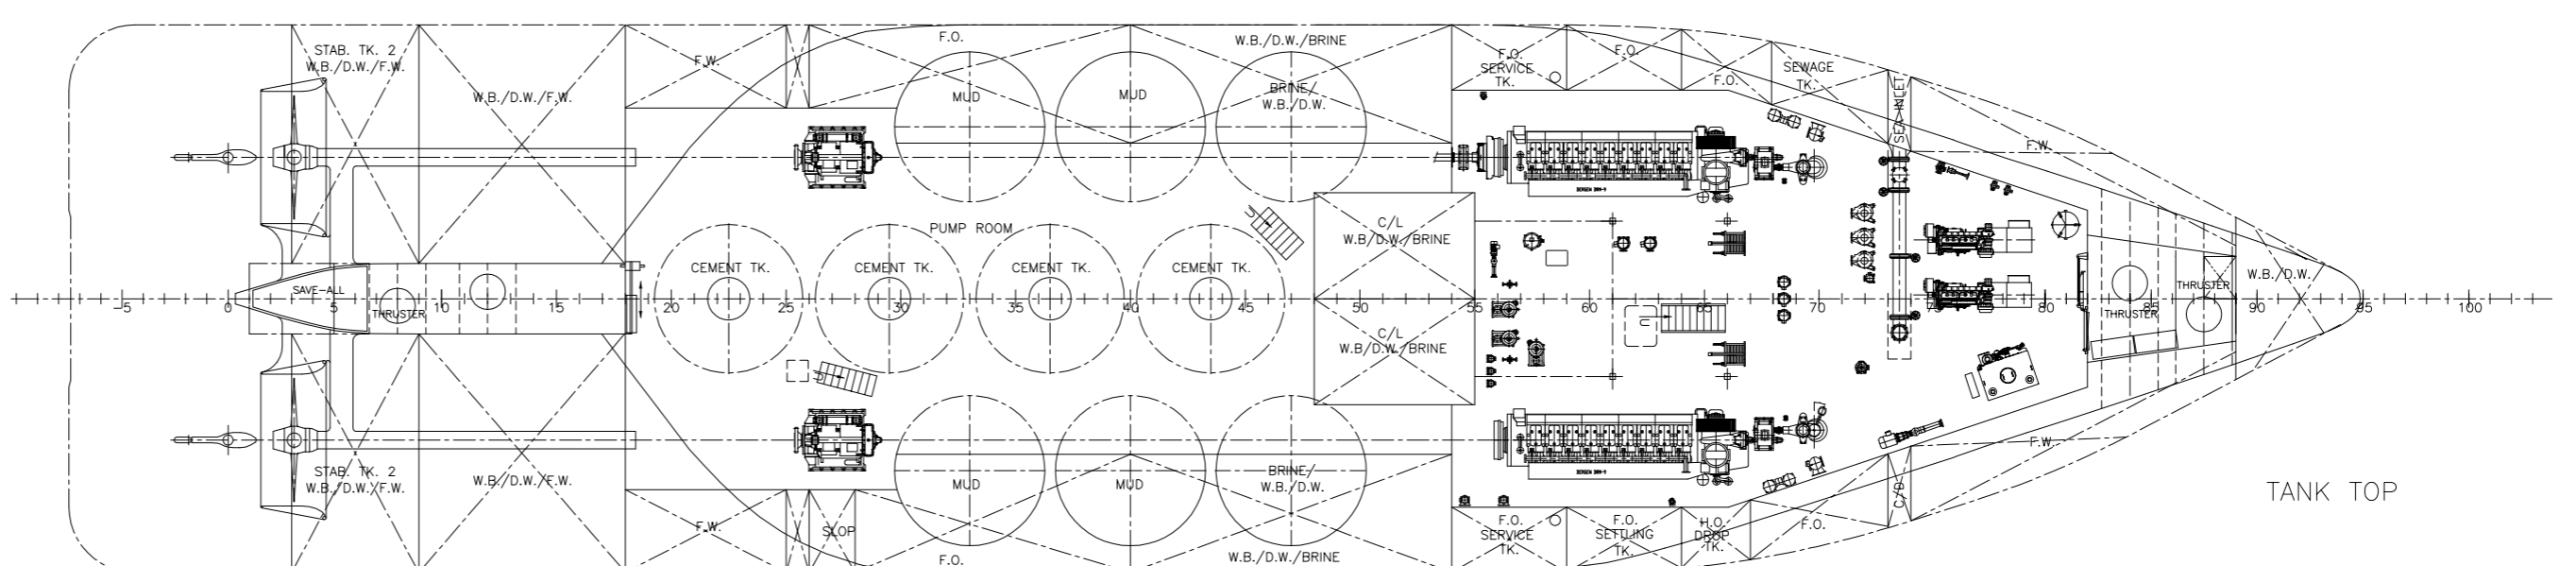 STAB. TK. 2
W.B./D.W./F.W.
W.B./D.W./F.W.
F.W.
F.O.
MUD
MUD
W.B./D.W./BRINE
BRINE/
W.B./D.W.
F.O.
SERVICE
TK.
F.O.
F.O.
SEWAGE
TK.
SEA INLET
F.W.
PUMP ROOM
C/L
W.B/D.W./BRINE
CEMENT TK.
CEMENT TK.
CEMENT TK.
CEMENT TK.
SAVE-ALL
THRUSTER
THRUSTER
THRUSTER
W.B./D.W.
-5
0
5
10
15
20
25
30
35
40
45
50
55
60
65
70
75
80
85
90
95
100
C/L
W.B/D.W./BRINE
U
U
U
STAB. TK. 2
W.B./D.W./F.W.
W.B./D.W./F.W.
F.W.
SLOP
F.O.
MUD
MUD
BRINE/
W.B./D.W.
W.B./D.W./BRINE
F.O.
SERVICE
TK.
F.O.
SETTLING
TK.
H.O.
DROP
TK.
F.O.
C/D
F.W.
TANK TOP